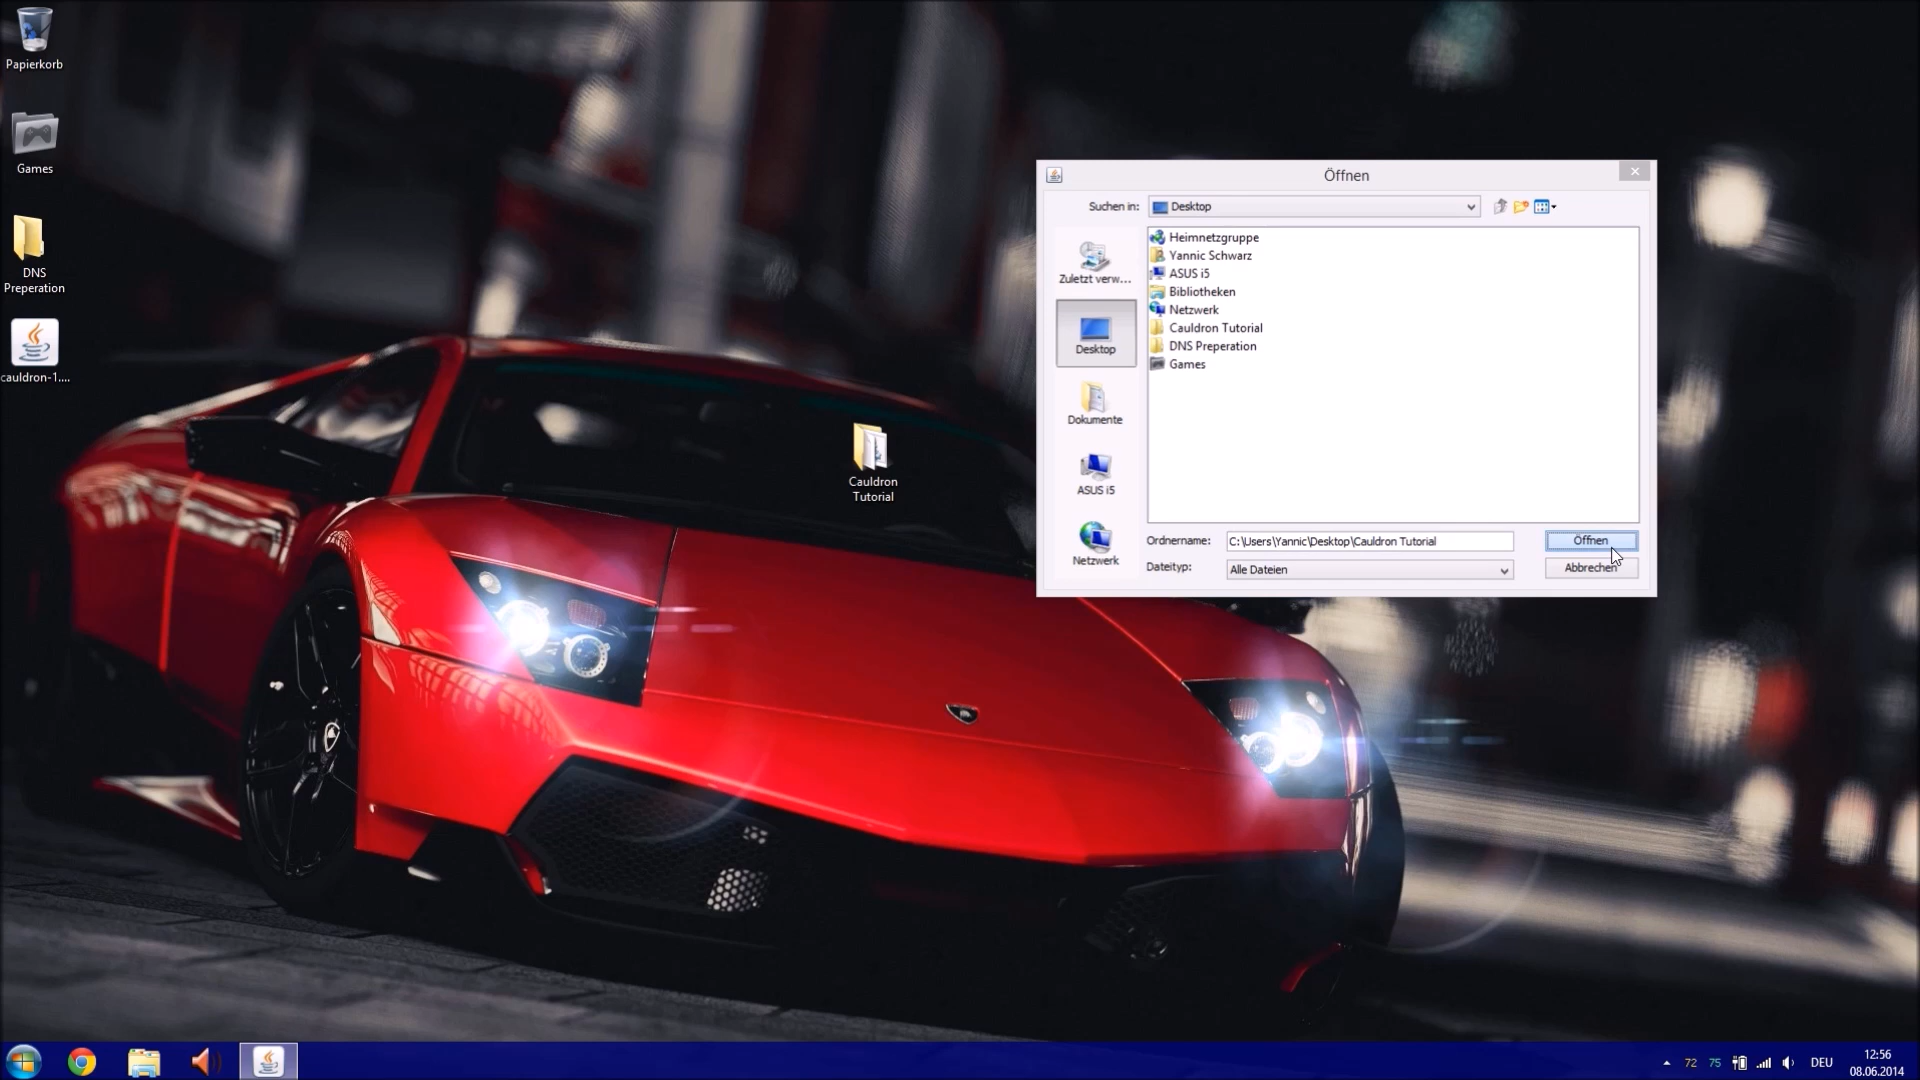 Papierkorb
Games
DNS
Preperation
cauldron-1....
Cauldron
Tutorial
Öffnen
Suchen in:
Desktop
Zuletzt verw...
Desktop
Dokumente
ASUS i5
Netzwerk
Heimnetzgruppe
Yannic Schwarz
ASUS i5
Bibliotheken
Netzwerk
Cauldron Tutorial
DNS Preperation
Games
Ordnername:
C:\Users\Yannic\Desktop\Cauldron Tutorial
Öffnen
Dateityp:
Alle Dateien
Abbrechen
72
75
DEU
12:56
08.06.2014